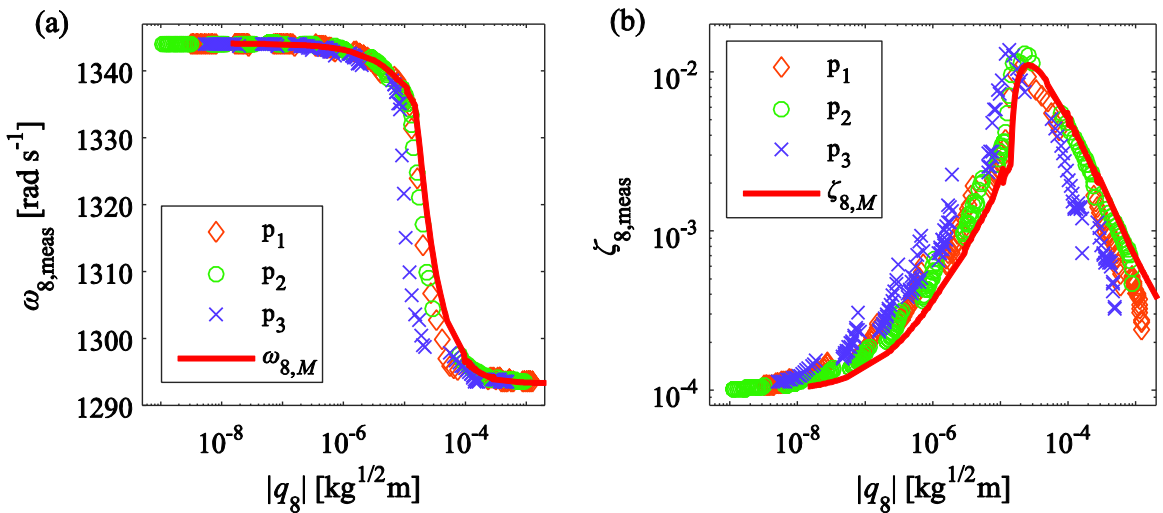 (a)
1340
1330
1320
1310
1300
1290
ω8,meas [rad s-1]
p1
p2
p3
ω8,M
10-8
10-6
10-4
|q8| [kg1/2m]
(b)
10-2
10-3
10-4
ζ8,meas
p1
p2
p3
ζ8,M
10-8
10-6
10-4
|q8| [kg1/2m]